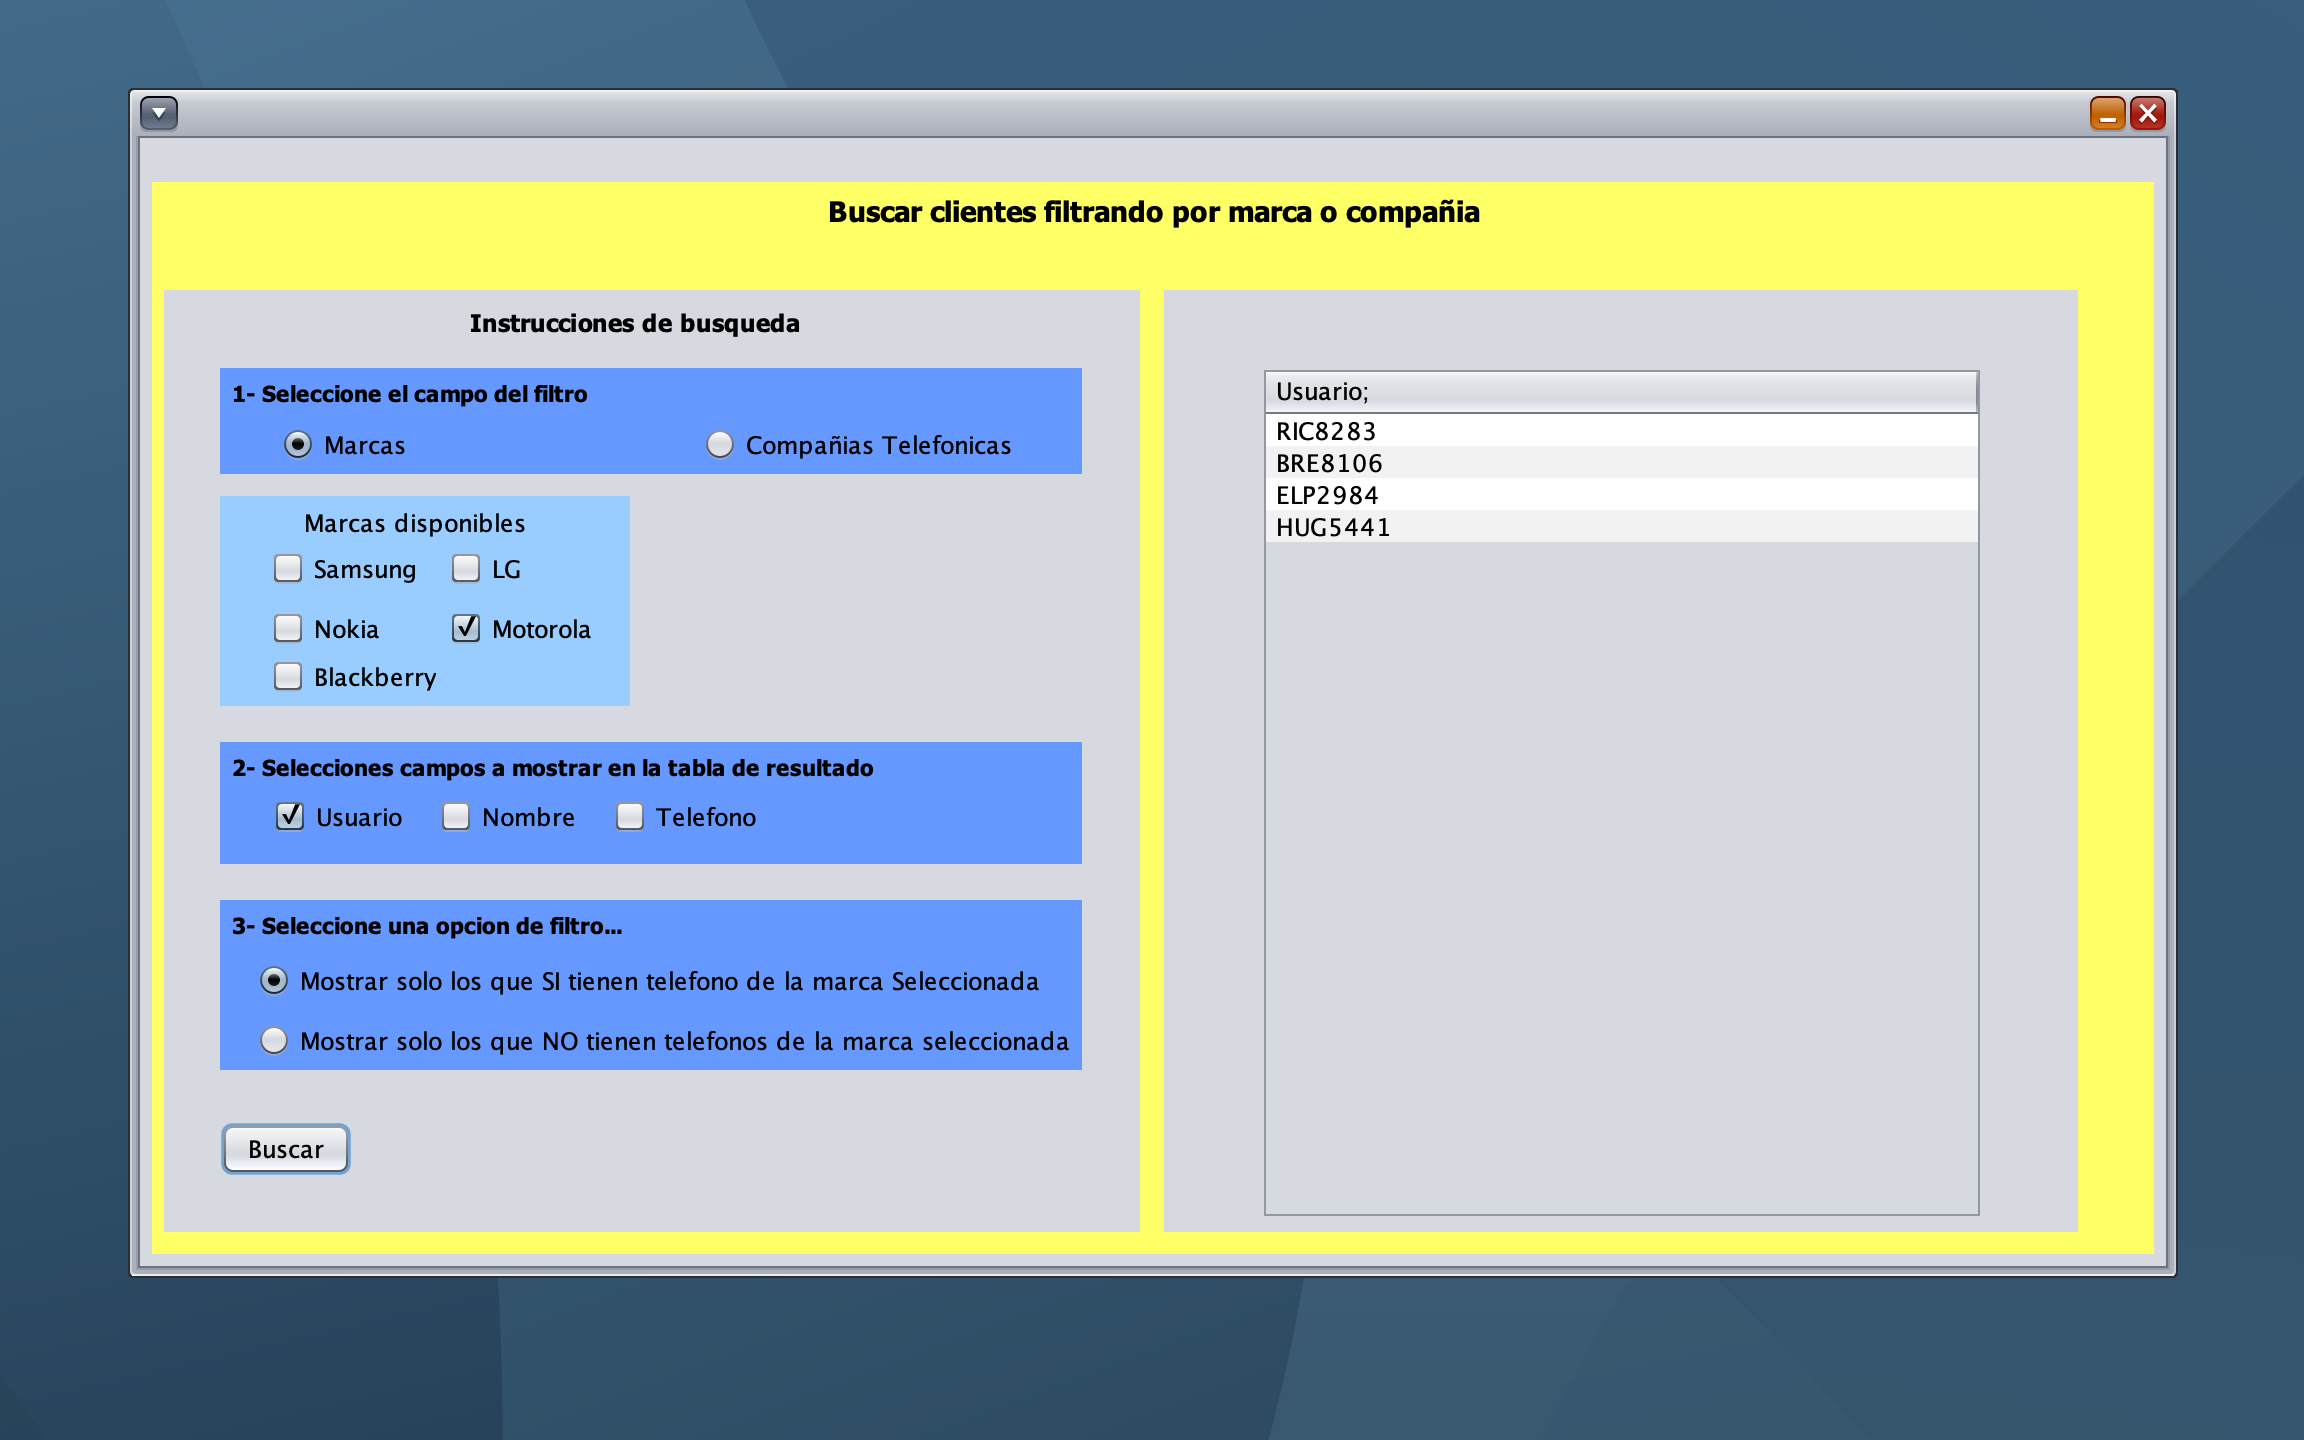 Buscar clientes filtrando por marca o compañia
Instrucciones de busqueda
1- Seleccione el campo del filtro
Marcas Compañias Telefonicas
Marcas disponibles
Samsung LG
Nokia Motorola
Blackberry
2- Selecciones campos a mostrar en la tabla de resultado
Usuario Nombre Telefono
3- Seleccione una opcion de filtro...
Mostrar solo los que SI tienen telefono de la marca Seleccionada
Mostrar solo los que NO tienen telefonos de la marca seleccionada
Buscar
Usuario;
RIC8283
BRE8106
ELP2984
HUG5441